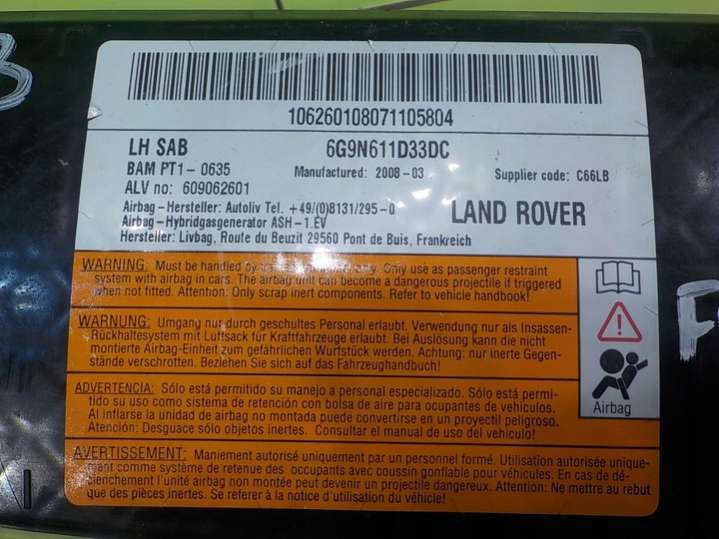 106260108071105804
LH SAB 6G9N611D33DC
BAM PT1- 0635 Manufactured: 2008-03 Supplier code: C66LB
ALV no: 609062601
Airbag-Hersteller: Autoliv Tel. +49/(0)8131/295-0 LAND ROVER
Airbag-Hybridgasgenerator ASH-1.EV
Hersteller: Livbag, Route du Beuzit 29560 Pont de Buis, Frankreich
WARNING: Must be handled by only. Only use as passenger restraint
system with airbag in cars. The airbag unit can become a dangerous projectile if triggered
when not fitted. Attention: Only scrap inert components. Refer to vehicle handbook!
WARNUNG: Umgang nur durch geschultes Personal erlaubt. Verwendung nur als Insassen-
Rückhaltesystem mit Luftsack für Kraftfahrzeuge erlaubt. Bei Auslösung kann die nicht
montierte Airbag-Einheit zum gefährlichen Wurfstück werden. Achtung: nur inerte Gegen-
stände verschrotten. Beziehen Sie sich auf das Fahrzeughandbuch!
ADVERTENCIA: Sólo está permitido su manejo a personal especializado. Sólo está permi-
tido su uso como sistema de retención con bolsa de aire para ocupantes de vehículos.
Al inflarse la unidad de airbag no montada puede convertirse en un proyectil peligroso.
Atención: Desguace sólo objetos inertes. Consultar el manual de uso del vehículo!
AVERTISSEMENT: Maniement autorisé uniquement par un personnel formé. Utilisation autorisée unique-
ment comme système de retenue des occupants avec coussin gonflable pour véhicules. En cas de dé-
clenchement l'unité airbag non montée peut devenir un projectile dangereux. Attention: Ne mettre au rebut
que des pièces inertes. Se referer à la notice d'utilisation du véhicule!
Airbag